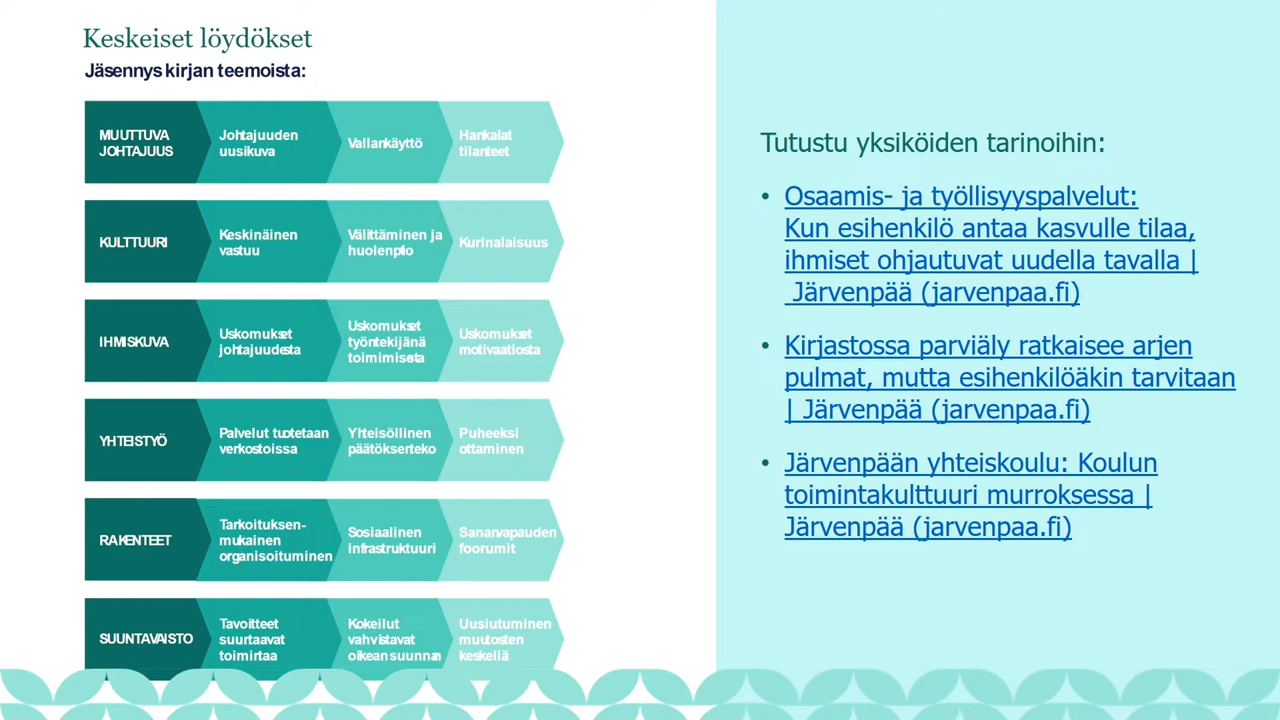 Keskeiset löydökset
Jäsennys kirjan teemoista:
MUUTTUVA
JOHTAJUUS
Johtajuuden
uusikuva
Vallankäyttö
Hankalat
tilanteet
KULTTUURI
Keskinäinen
vastuu
Välittäminen ja
huolenpito
Kurinalaisuus
IHMISKUVA
Uskomukset
johtajuudesta
Uskomukset
työntekijänä
toimimisesta
Uskomukset
motivaatiosta
YHTEISTYÖ
Palvelut tuotetaan
verkostoissa
Yhteisöllinen
päätökserteko
Puheeksi
ottaminen
RAKENTEET
Tarkoituksen-
mukainen
organisoituminen
Sosiaalinen
infrastruktuuri
Sananvapauden
foorumit
SUUNTAVAISTO
Tavoitteet
suurtaavat
toimirtaa
Kokeilut
vahvistavat
oikean suunnan
Uusiutuminen
muutosten
keskellä
Tutustu yksiköiden tarinoihin:
• Osaamis- ja työllisyyspalvelut:
Kun esihenkilö antaa kasvulle tilaa,
ihmiset ohjautuvat uudella tavalla |
Järvenpää (jarvenpaa.fi)
• Kirjastossa parviäly ratkaisee arjen
pulmat, mutta esihenkilöäkin tarvitaan
| Järvenpää (jarvenpaa.fi)
• Järvenpään yhteiskoulu: Koulun
toimintakulttuuri murroksessa |
Järvenpää (jarvenpaa.fi)